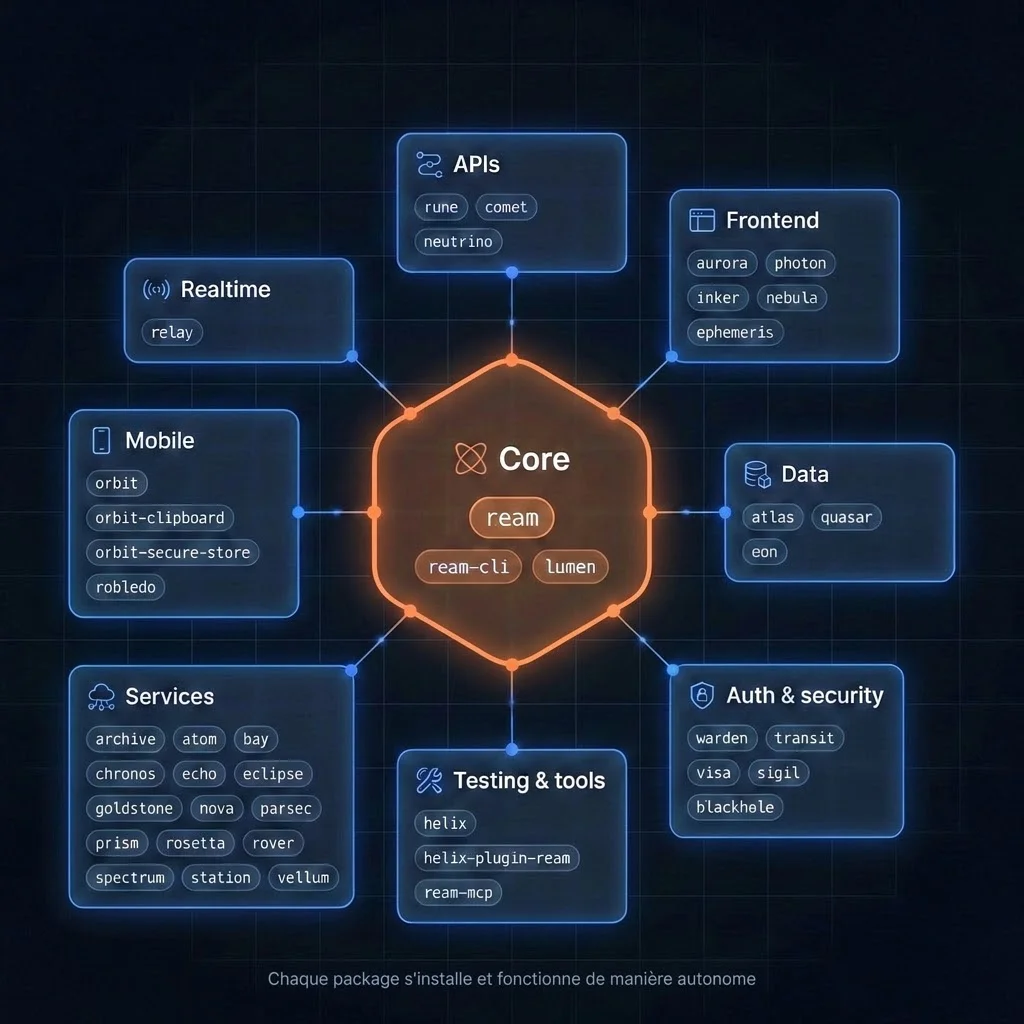 APIs
rune comet
neutrino
Frontend
aurora photon
inker nebula
ephemeris
Realtime
relay
Mobile
orbit
orbit-clipboard
orbit-secure-store
robledo
Core
ream
ream-cli lumen
Data
atlas quasar
eon
Services
archive atom bay
chronos echo eclipse
goldstone nova parsec
prism rosetta rover
spectrum station vellum
Testing & tools
helix
helix-plugin-ream
ream-mcp
Auth & security
warden transit
visa sigil
blackhole
Chaque package s'installe et fonctionne de manière autonome